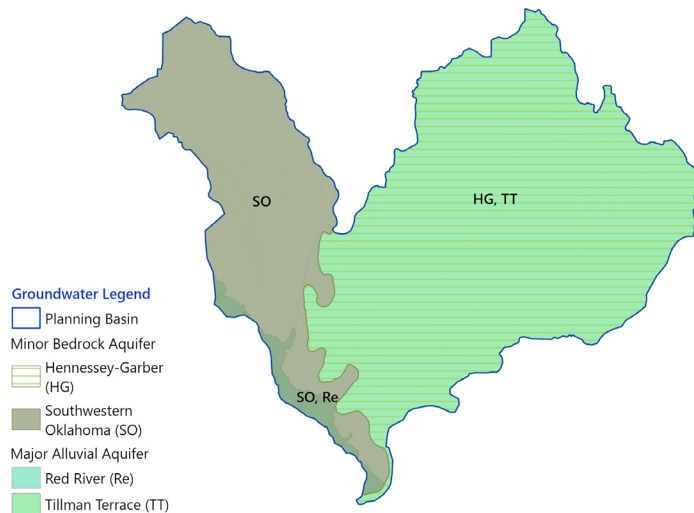 SO
HG, TT
SO, Re
Groundwater Legend
Planning Basin
Minor Bedrock Aquifer
Hennessey-Garber
(HG)
Southwestern
Oklahoma (SO)
Major Alluvial Aquifer
Red River (Re)
Tillman Terrace (TT)